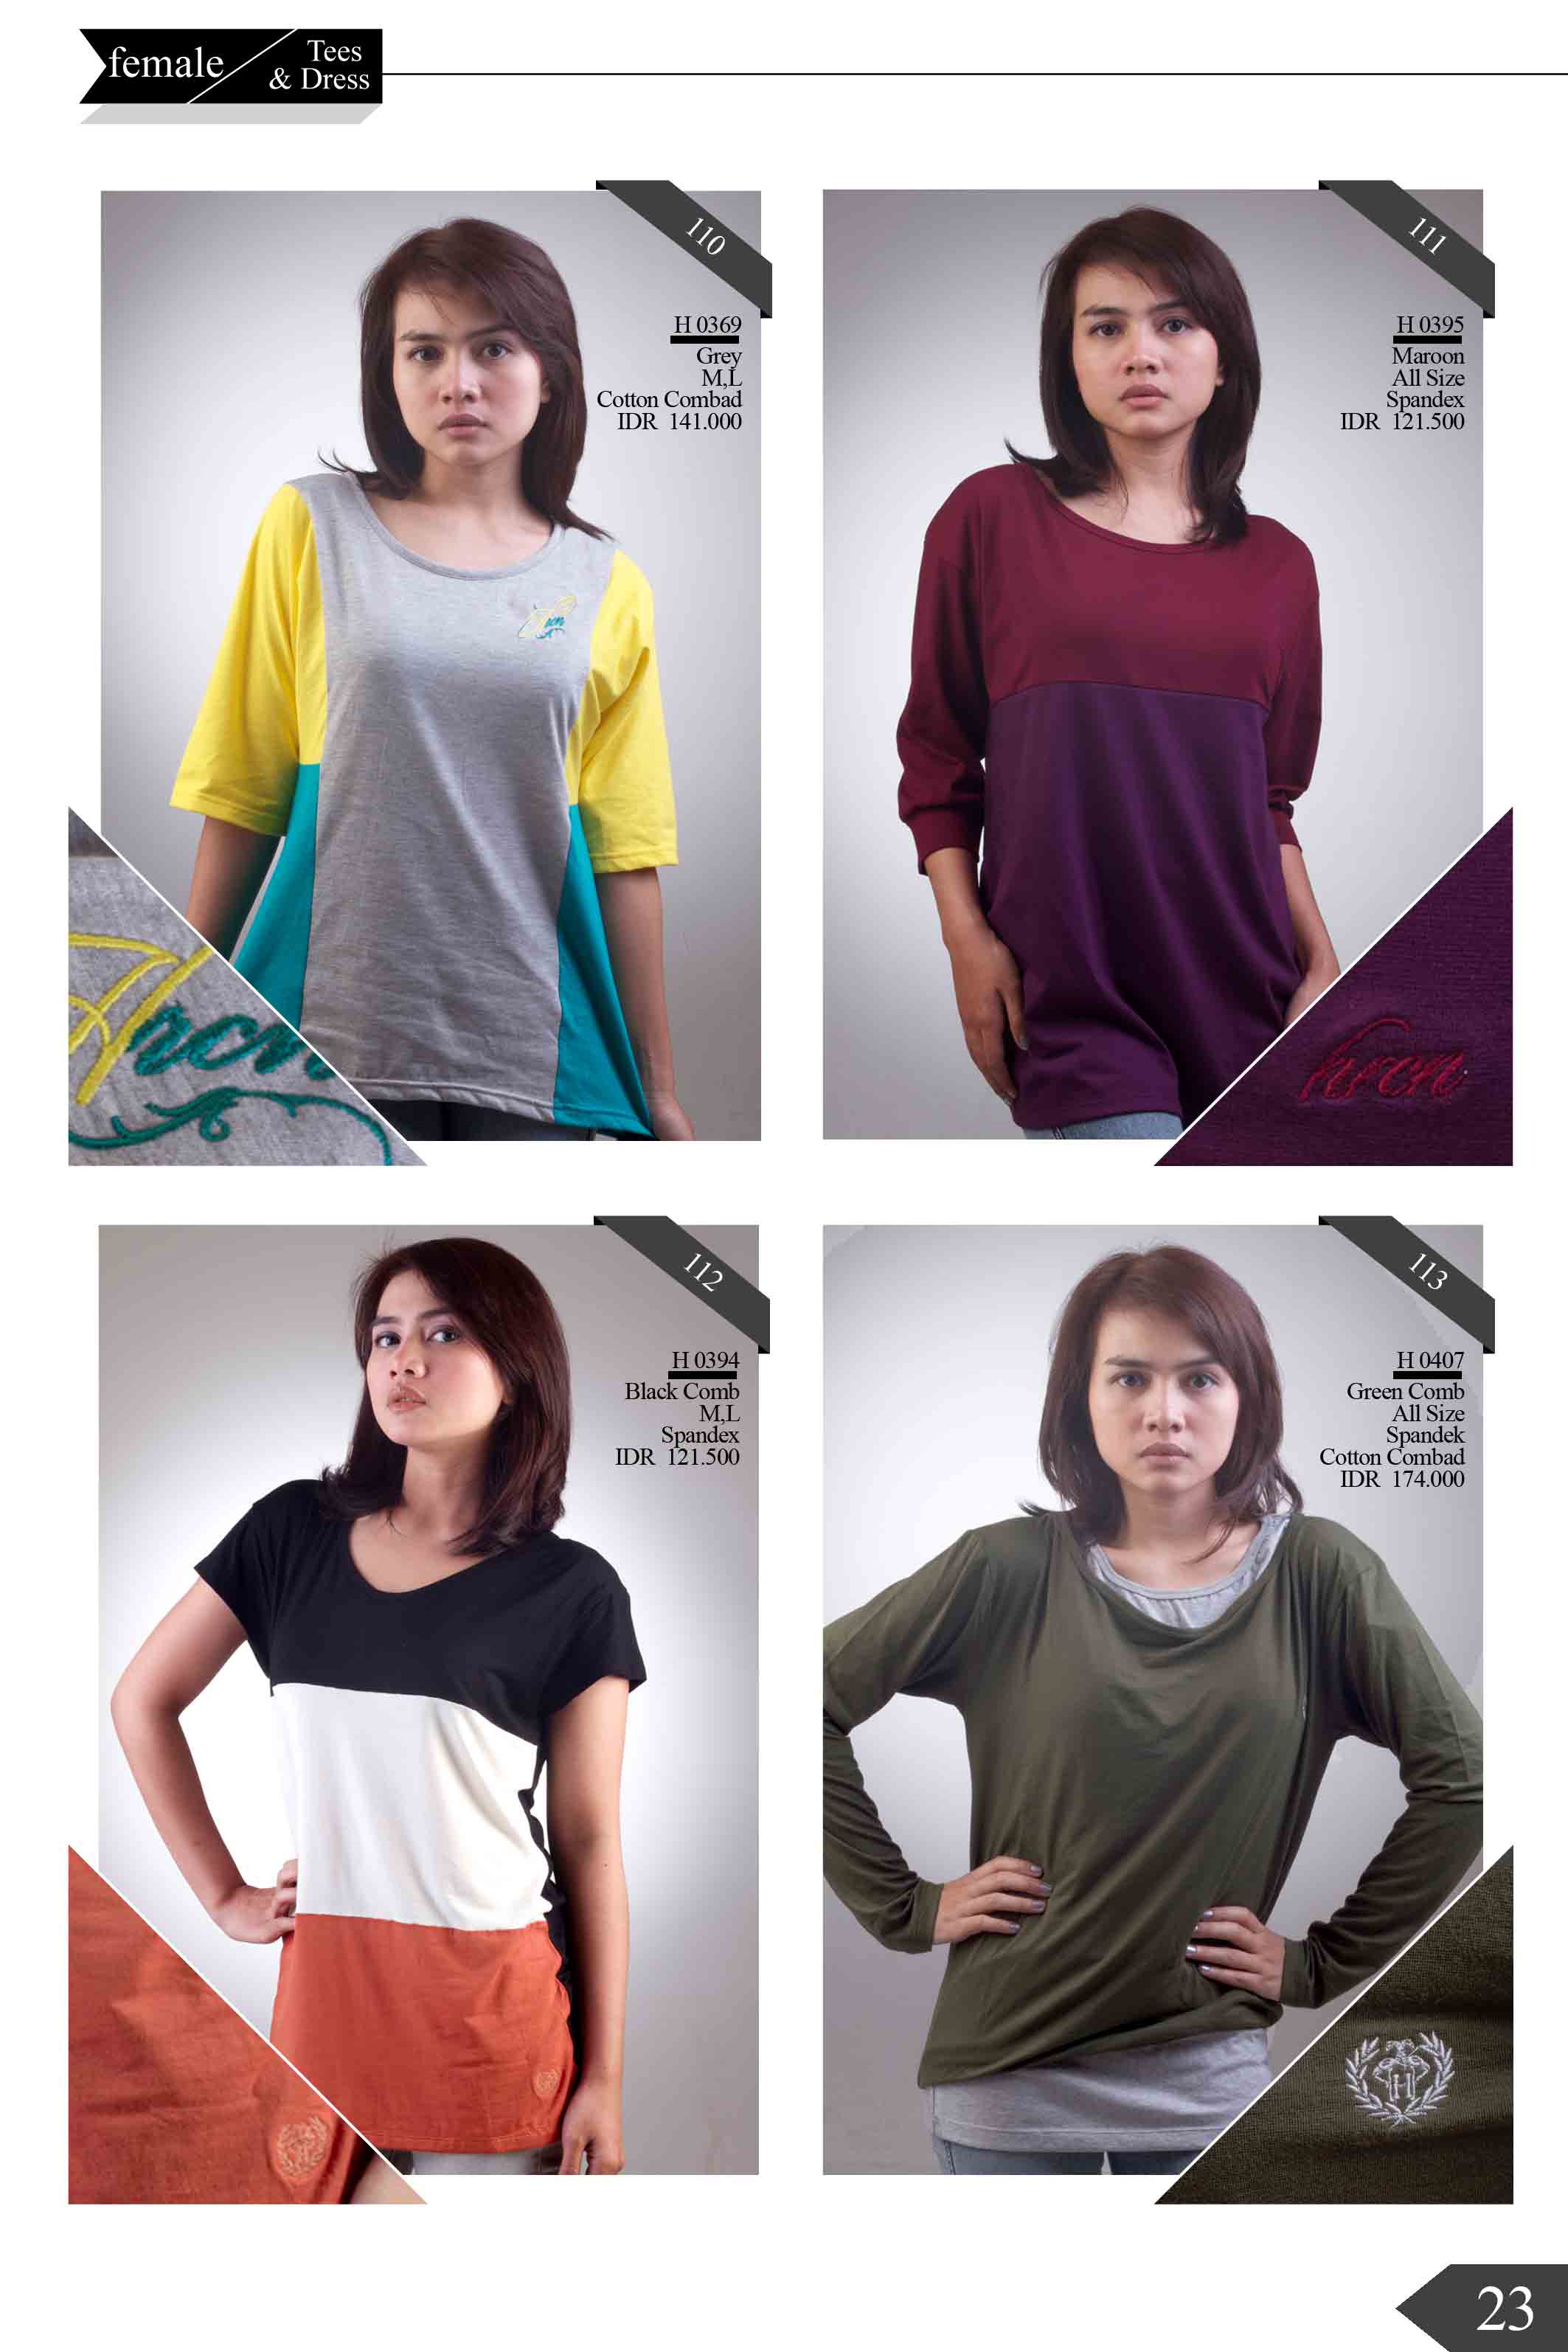 female
Tees
& Dress
110
H 0369
Grey
M,L
Cotton Combad
IDR 141.000
111
H 0395
Maroon
All Size
Spandex
IDR 121.500
hrcn
112
H 0394
Black Comb
M,L
Spandex
IDR 121.500
113
H 0407
Green Comb
All Size
Spandek
Cotton Combad
IDR 174.000
H
23